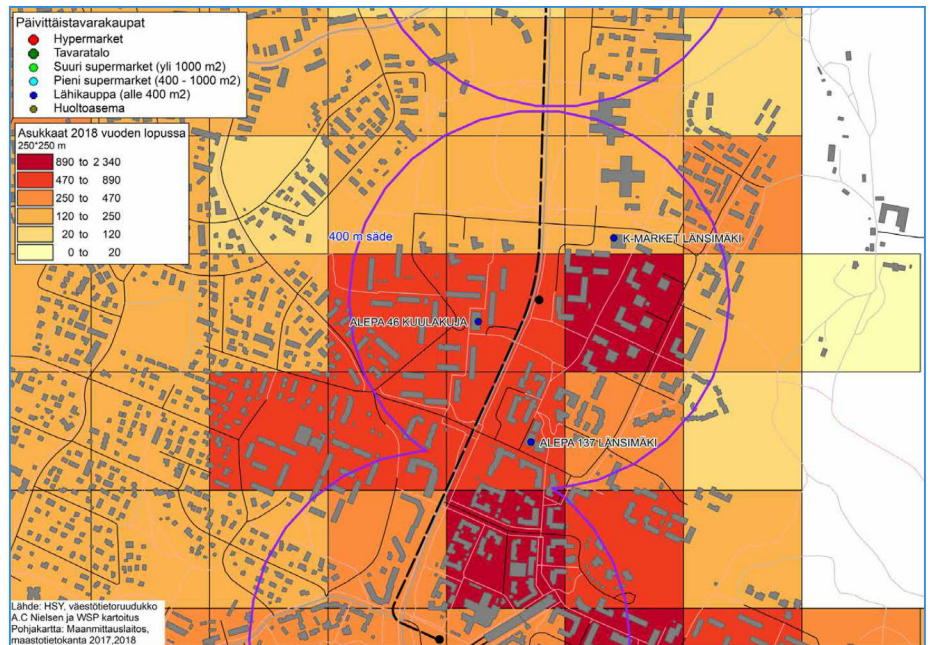 Päivittäistavarakaupat
Hypermarket
Tavaratalo
Suuri supermarket (yli 1000 m2)
Pieni supermarket (400 - 1000 m2)
Lähikauppa (alle 400 m2)
Huoltoasema
Asukkaat 2018 vuoden lopussa
250*250 m
890 to 2 340
470 to 890
250 to 470
120 to 250
20 to 120
0 to 20
400 m säde
K-MARKET LÄNSIMÄKI
ALEPA 46 KUULAKUJA
ALEPA 137 LÄNSIMÄKI
Lähde: HSY, väestötietoruudukko
A.C Nielsen ja WSP kartoitus
Pohjakartta: Maanmittauslaitos,
maastotietokanta 2017,2018